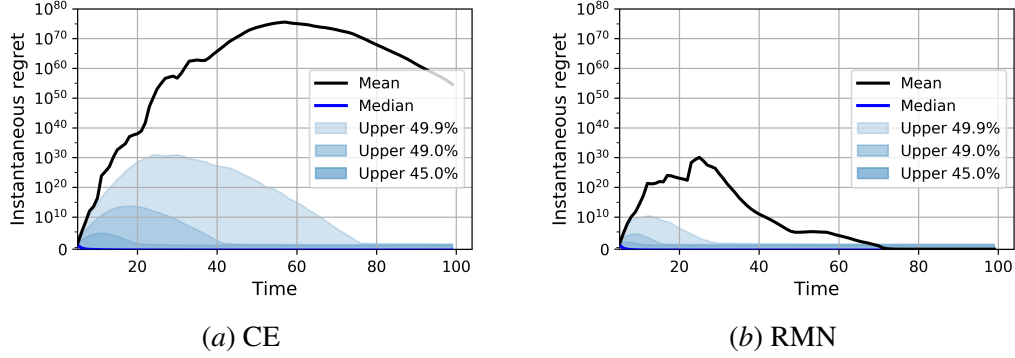 Instantaneous regret
10^80
10^70
10^60
10^50
10^40
10^30
10^20
10^10
0
20 40 60 80 100
Time
Mean
Median
Upper 49.9%
Upper 49.0%
Upper 45.0%
(a) CE
Instantaneous regret
10^80
10^70
10^60
10^50
10^40
10^30
10^20
10^10
0
20 40 60 80 100
Time
Mean
Median
Upper 49.9%
Upper 49.0%
Upper 45.0%
(b) RMN